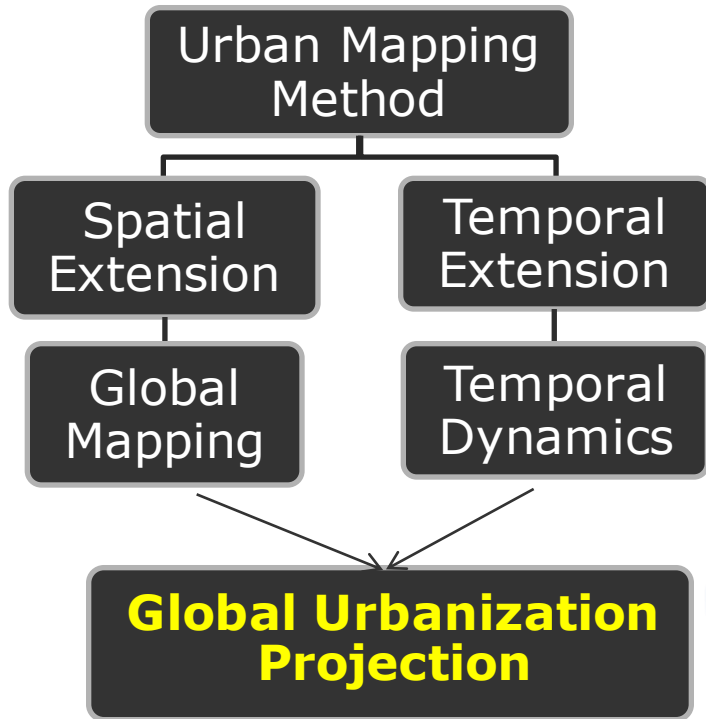 Urban Mapping
Method
Spatial
Extension
Temporal
Extension
Global
Mapping
Temporal
Dynamics
Global Urbanization
Projection